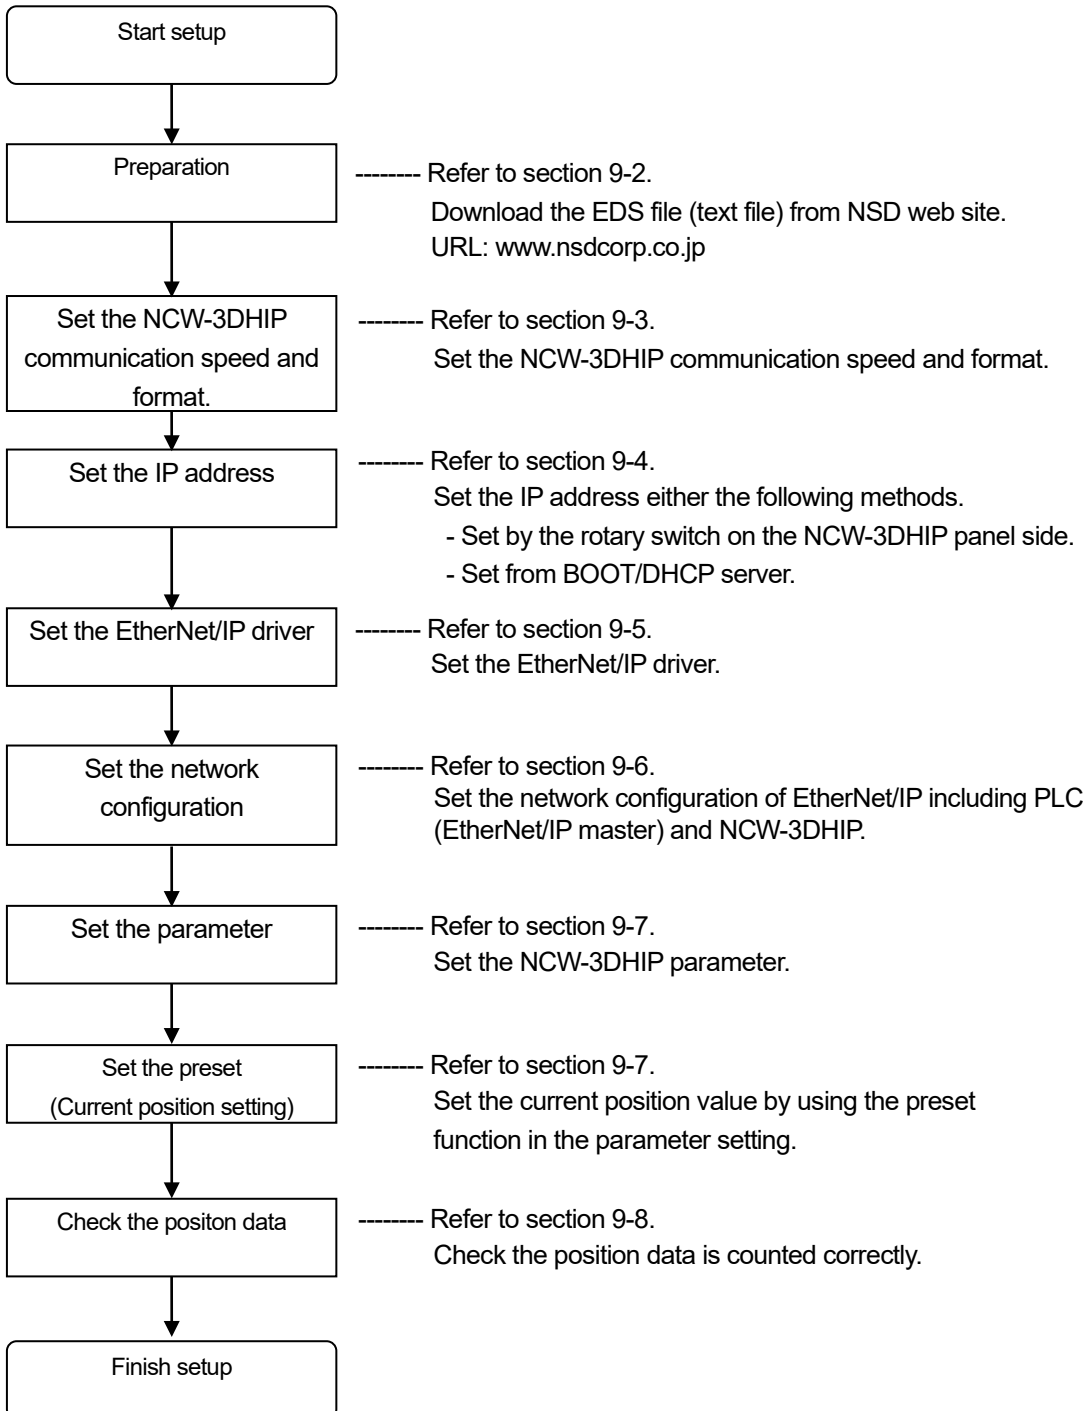 Start setup
Preparation
-------- Refer to section 9-2.
Download the EDS file (text file) from NSD web site.
URL: www.nsdcorp.co.jp
Set the NCW-3DHIP
communication speed and
format.
-------- Refer to section 9-3.
Set the NCW-3DHIP communication speed and format.
Set the IP address
-------- Refer to section 9-4.
Set the IP address either the following methods.
- Set by the rotary switch on the NCW-3DHIP panel side.
- Set from BOOT/DHCP server.
Set the EtherNet/IP driver
-------- Refer to section 9-5.
Set the EtherNet/IP driver.
Set the network
configuration
-------- Refer to section 9-6.
Set the network configuration of EtherNet/IP including PLC
(EtherNet/IP master) and NCW-3DHIP.
Set the parameter
-------- Refer to section 9-7.
Set the NCW-3DHIP parameter.
Set the preset
(Current position setting)
-------- Refer to section 9-7.
Set the current position value by using the preset
function in the parameter setting.
Check the positon data
-------- Refer to section 9-8.
Check the position data is counted correctly.
Finish setup